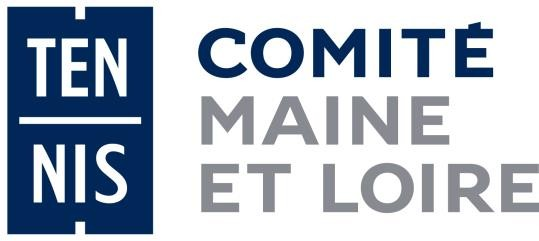 TEN
NIS
COMITÉ
MAINE
ET LOIRE